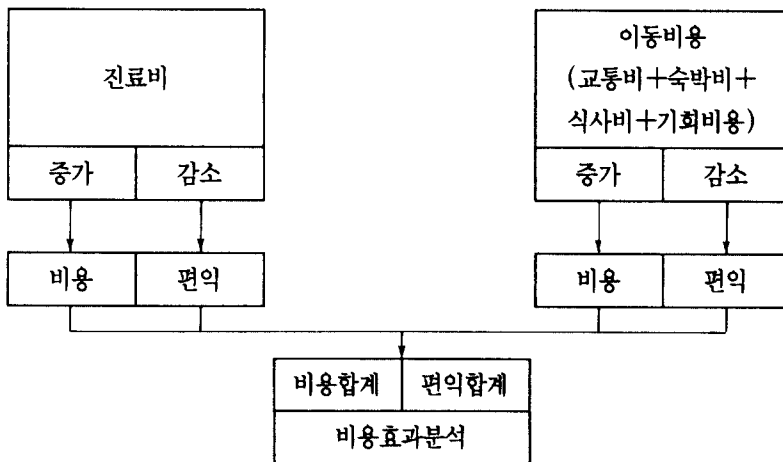 진료비
증가 감소
비용 편익
이동비용
(교통비+숙박비+
식사비+기회비용)
증가 감소
비용 편익
비용합계 편익합계
비용효과분석